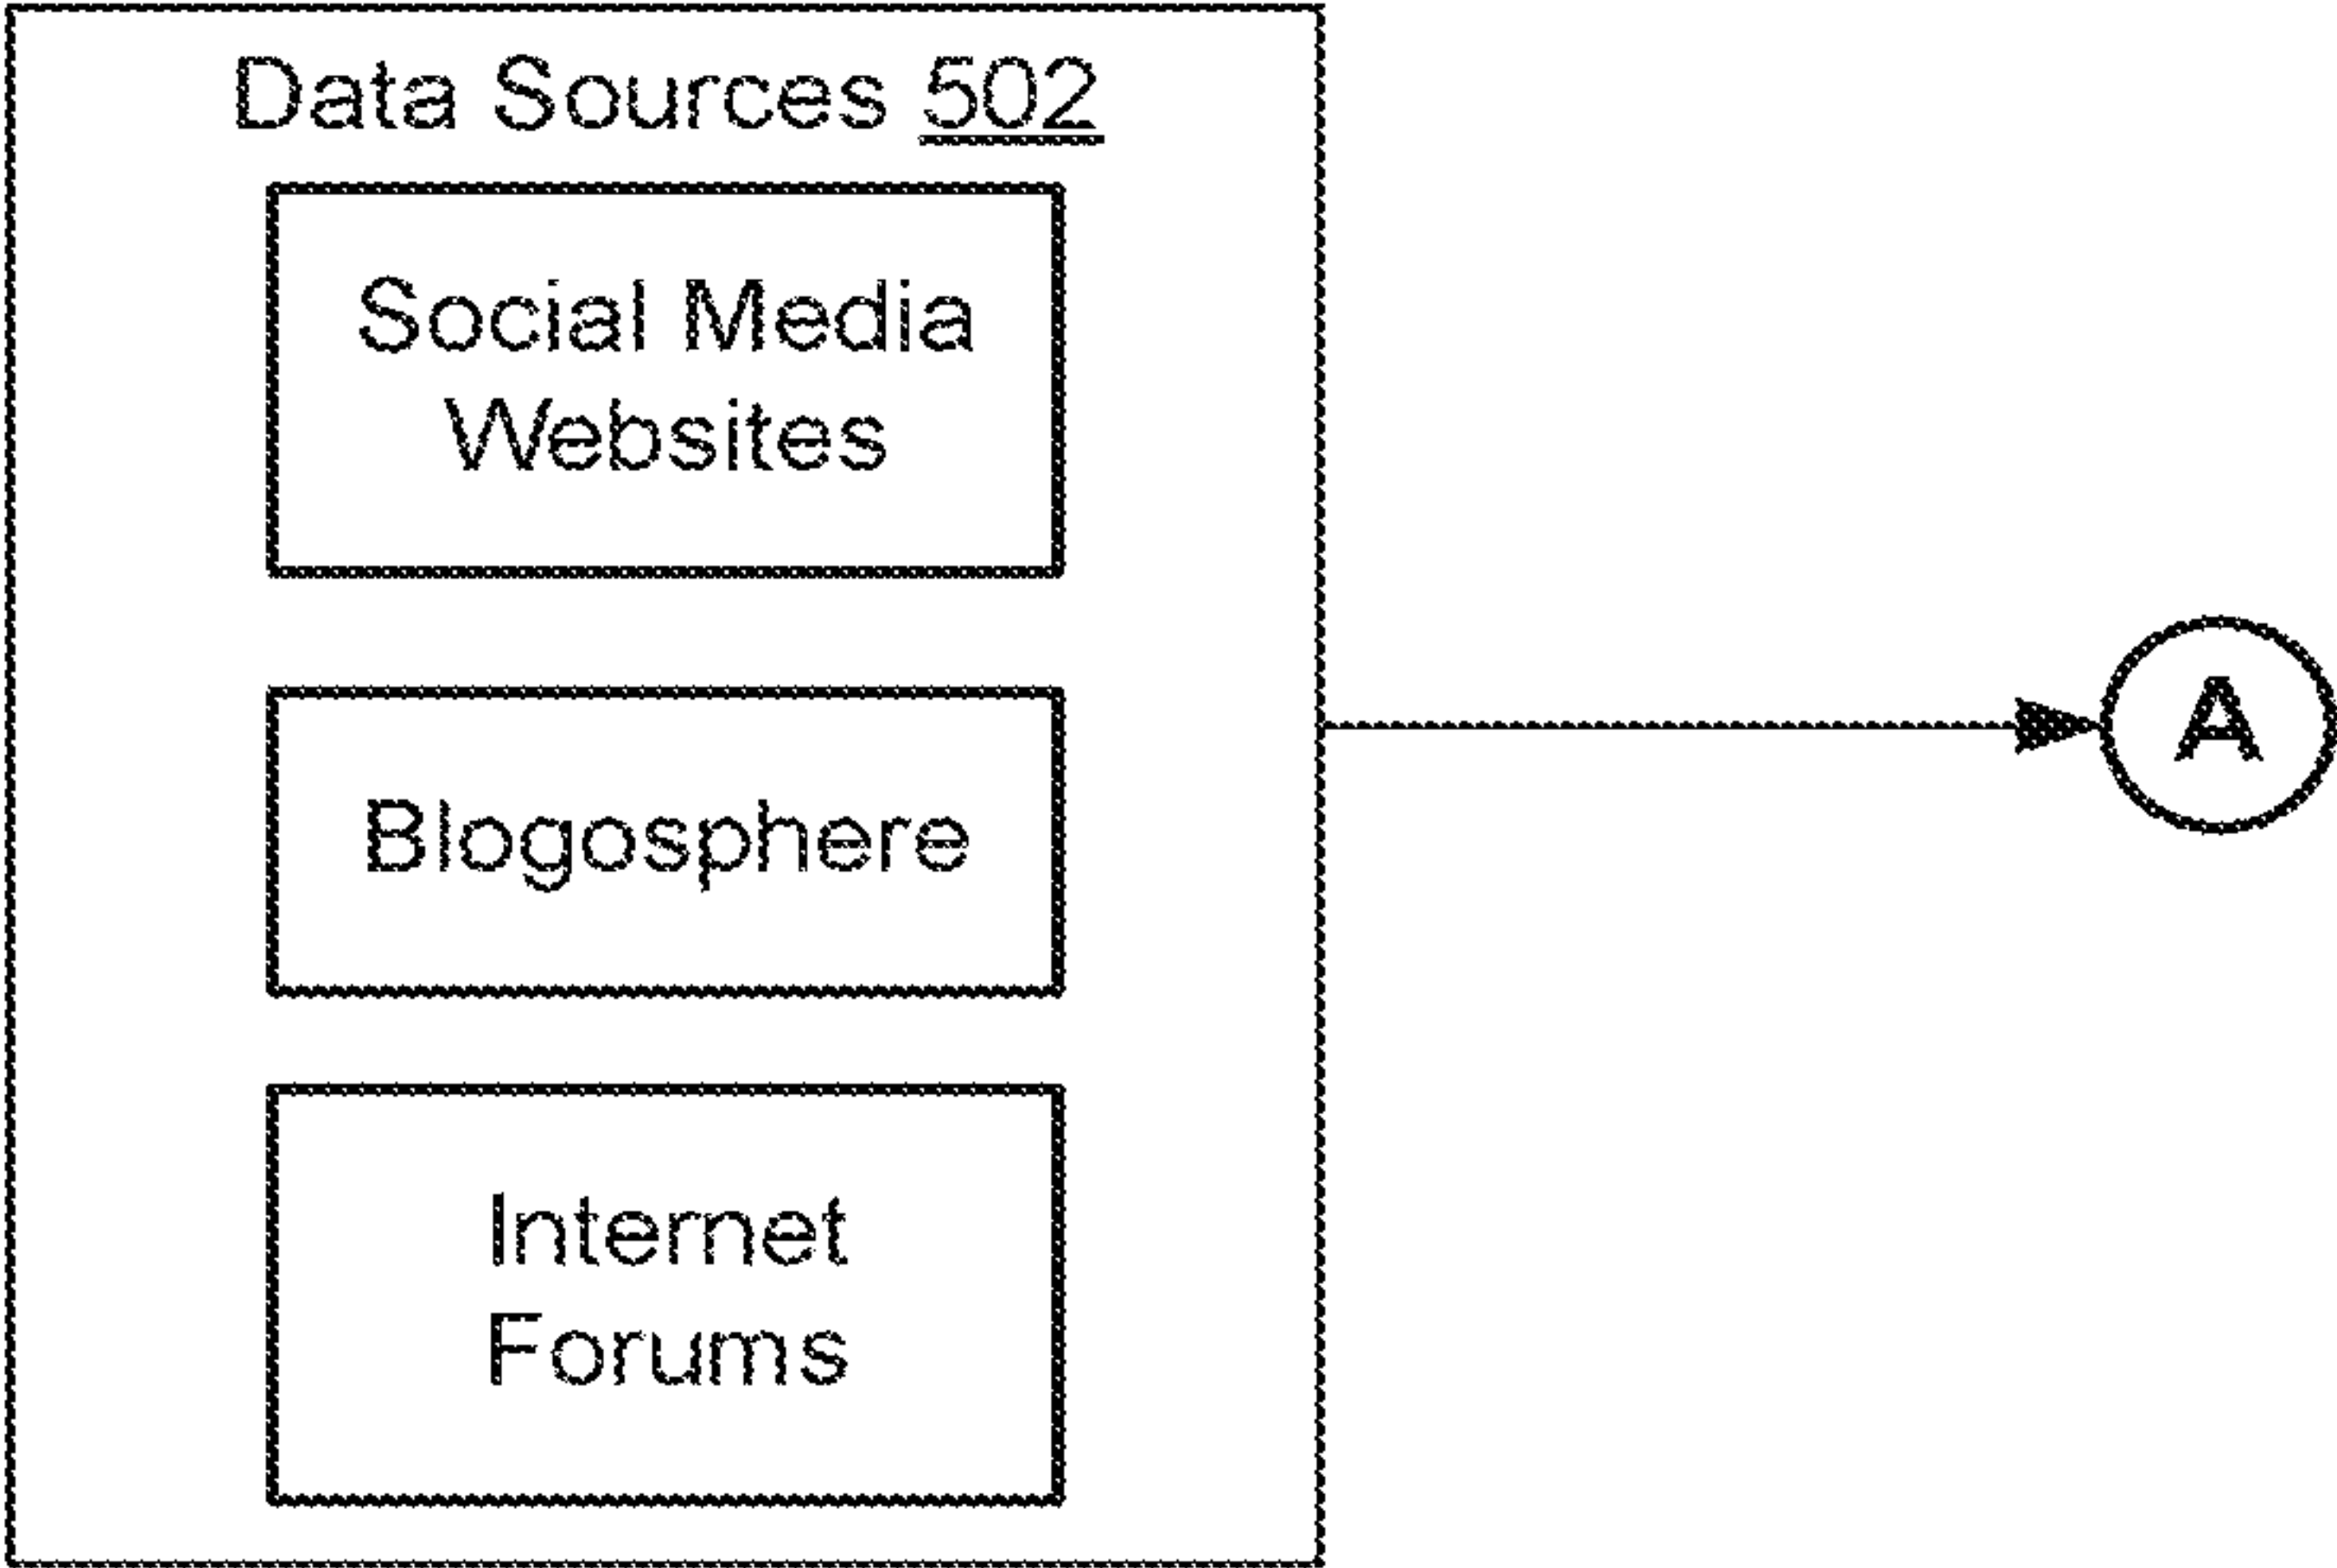 Data Sources 502
Social Media
Websites
Blogosphere
Internet
Forums
A